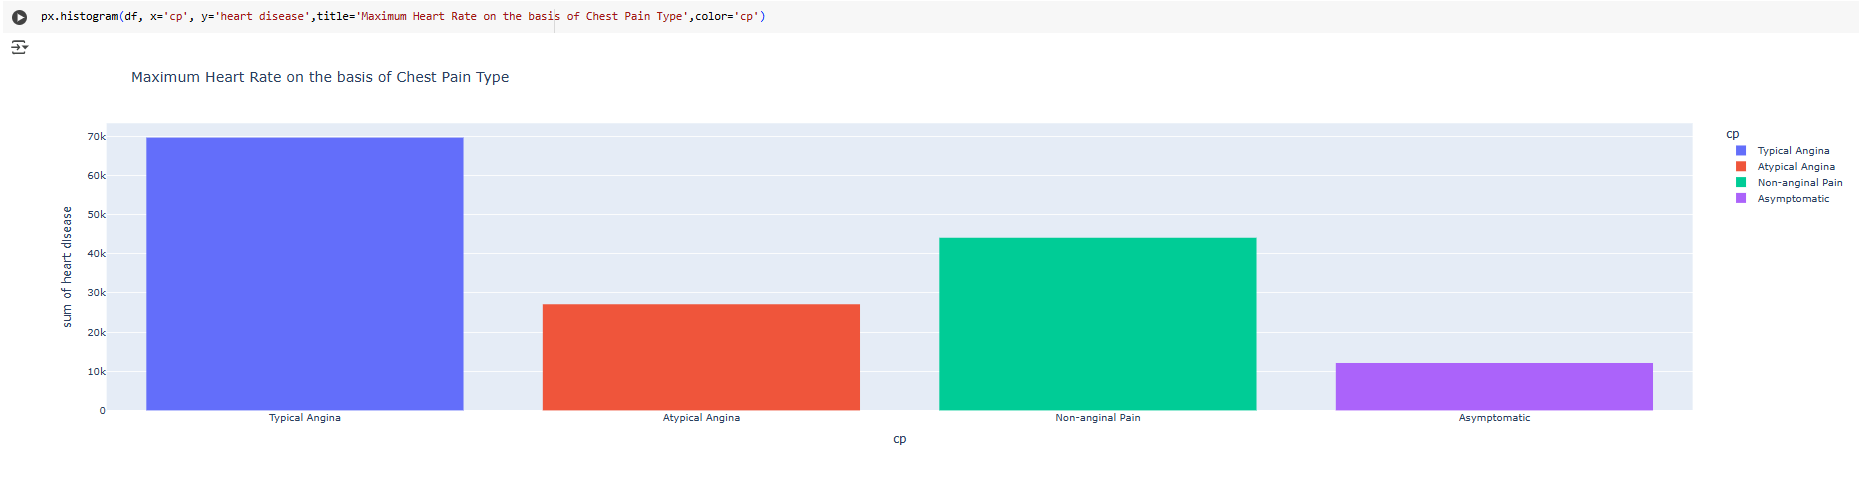 px.histogram(df, x='cp', y='heart disease',title='Maximum Heart Rate on the basis of Chest Pain Type',color='cp')
Maximum Heart Rate on the basis of Chest Pain Type
70k
60k
50k
40k
30k
20k
10k
0
sum of heart disease
Typical Angina
Atypical Angina
Non-anginal Pain
Asymptomatic
cp
cp
Typical Angina
Atypical Angina
Non-anginal Pain
Asymptomatic